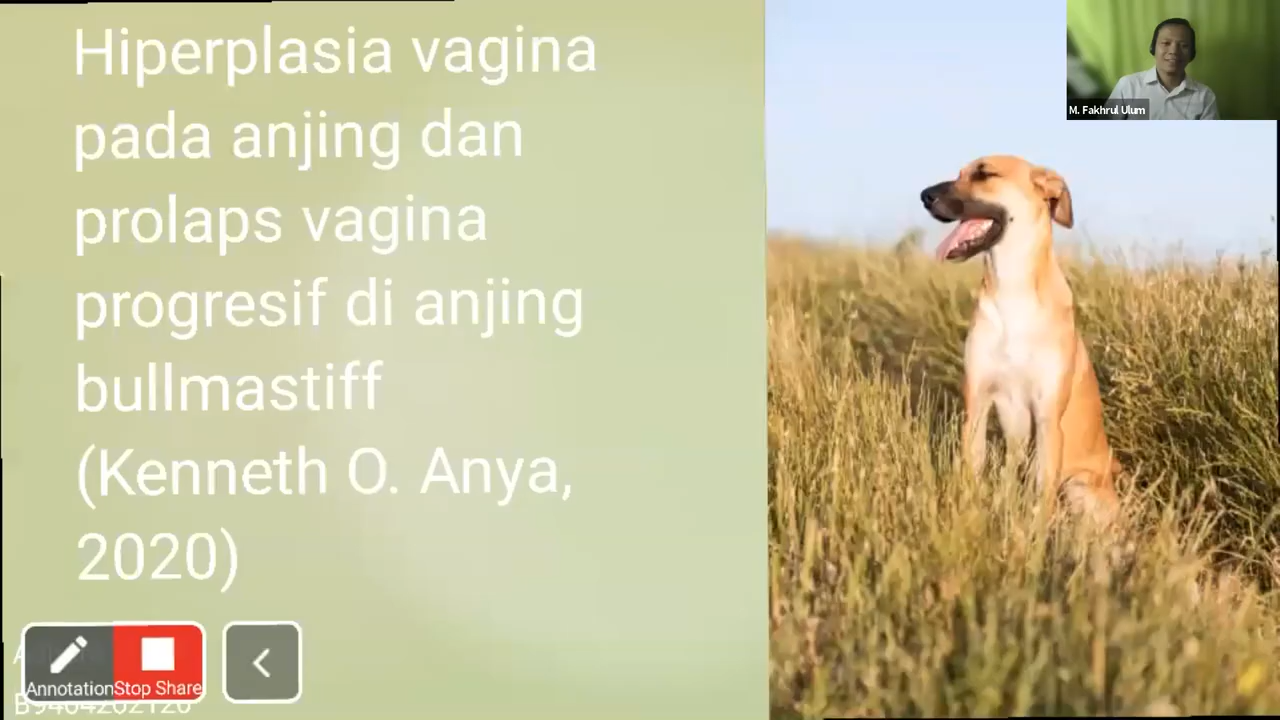 Hiperplasia vagina
pada anjing dan
prolaps vagina
progresif di anjing
bullmastiff
(Kenneth O. Anya,
2020)
M. Fakhrul Ulum
Annotation
Stop Share